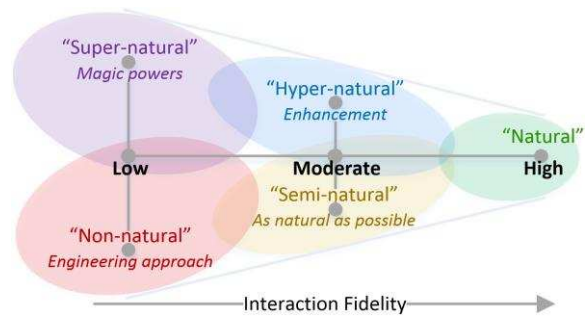 “Super-natural”
Magic powers
“Hyper-natural”
Enhancement
“Natural”
Low
Moderate
High
“Semi-natural”
As natural as possible
“Non-natural”
Engineering approach
Interaction Fidelity